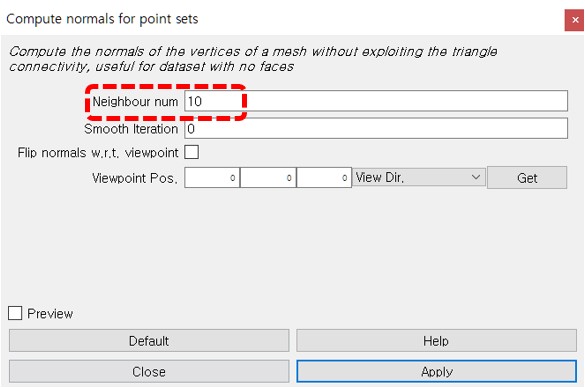 Compute normals for point sets
Compute the normals of the vertices of a mesh without exploiting the triangle
connectivity, useful for dataset with no faces
Neighbour num 10
Smooth Iteration 0
Flip normals w.r.t. viewpoint
Viewpoint Pos. 0 0 0 View Dir. Get
Preview
Default Help
Close Apply